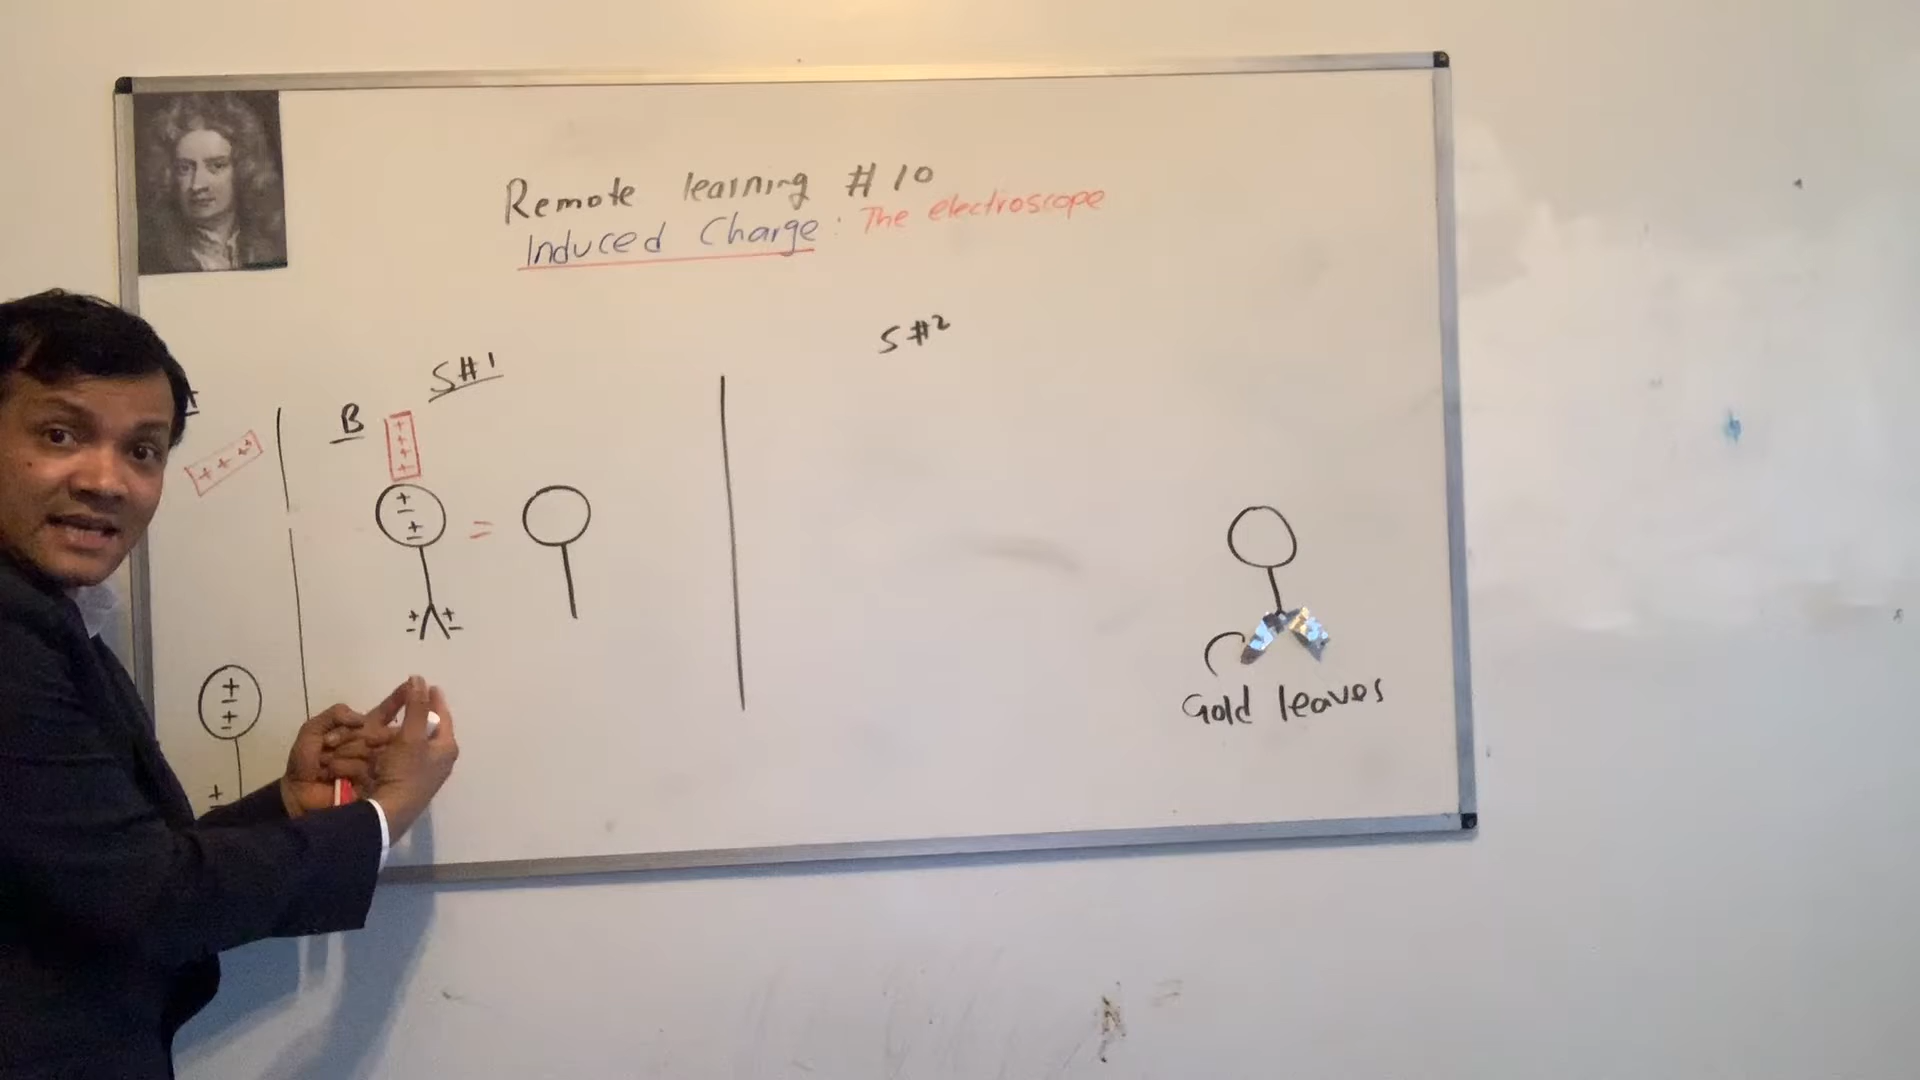 Remote learning #10
Induced Charge: The electroscope
S#1
S#2
B
+ + + +
+
+
+
+
±
±
=
± ±
±
±
+
Gold leaves